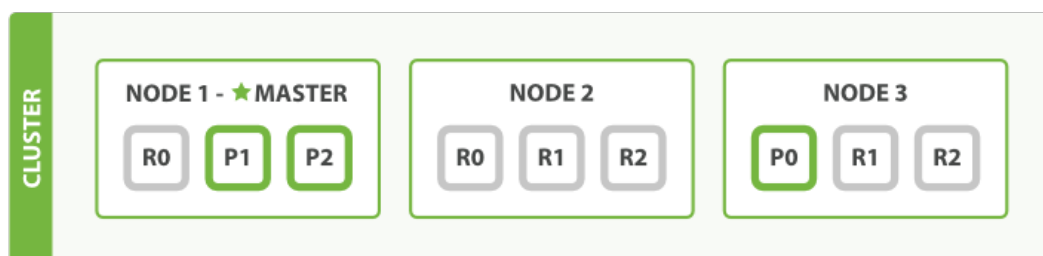 CLUSTER
NODE 1 - ★ MASTER
R0 P1 P2
NODE 2
R0 R1 R2
NODE 3
P0 R1 R2